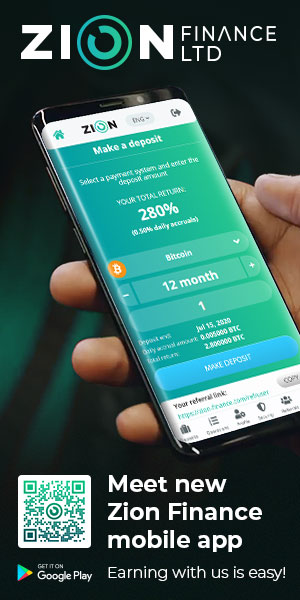 ZION FINANCE
LTD
ZION
ENG
Make a deposit
Select a payment system and enter the
deposit amount
YOUR TOTAL RETURN:
280%
(0.50% daily accruals)
Bitcoin
12 month
− +
1
Deposit exit: Jul 15, 2020
Daily accrual amount: 0.005000 BTC
Total return: 2.800000 BTC
MAKE DEPOSIT
Your referral link:
COPY
https://zion.finance.com/ref/user
Deposits
Operations
Profile
Security
Referrals
Meet new
Zion Finance
mobile app
GET IT ON
Google Play
Earning with us is easy!